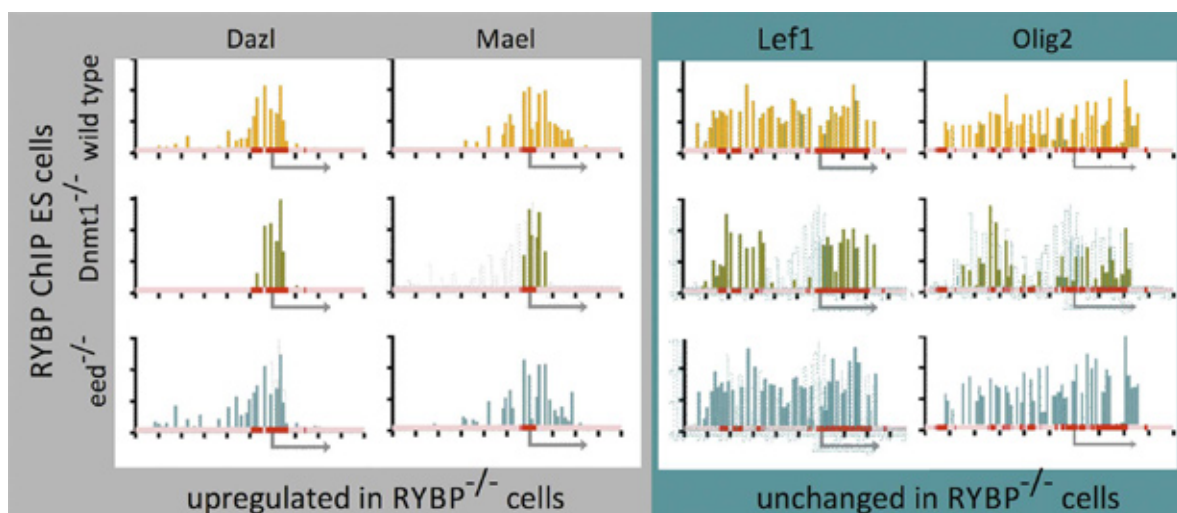 Dazl Mael Lef1 Olig2
RYBP ChIP ES cells
wild type
Dnmt1-/-
eed-/-
upregulated in RYBP-/- cells
unchanged in RYBP-/- cells